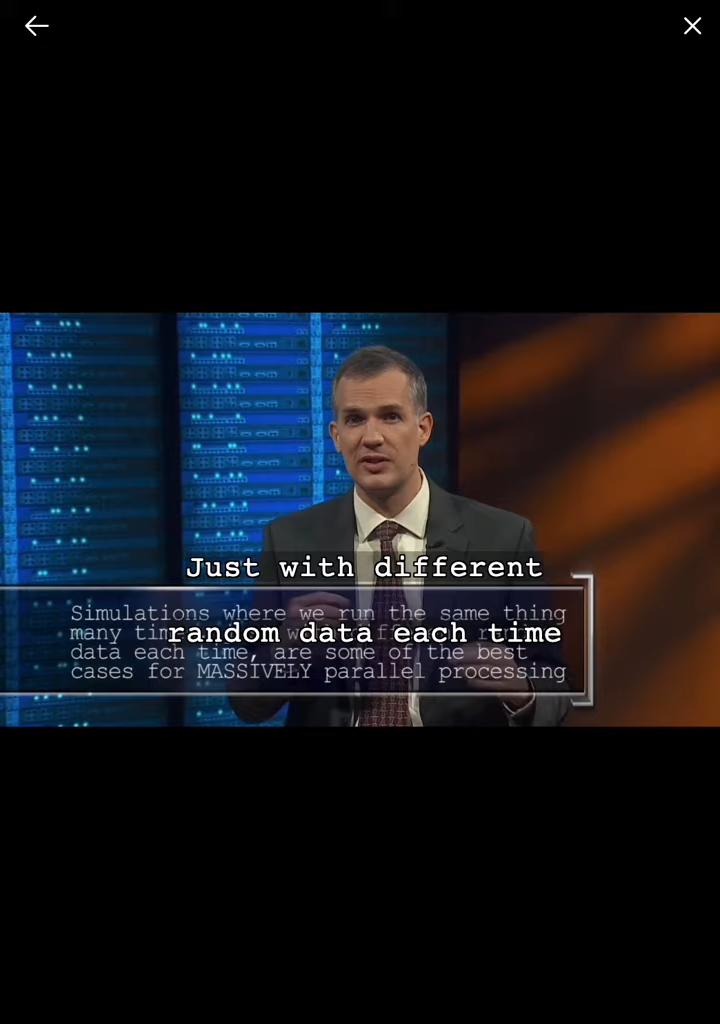 Just with different
random data each time
Simulations where we run the same thing
many
data each time, are some of the best
cases for MASSIVELY parallel processing